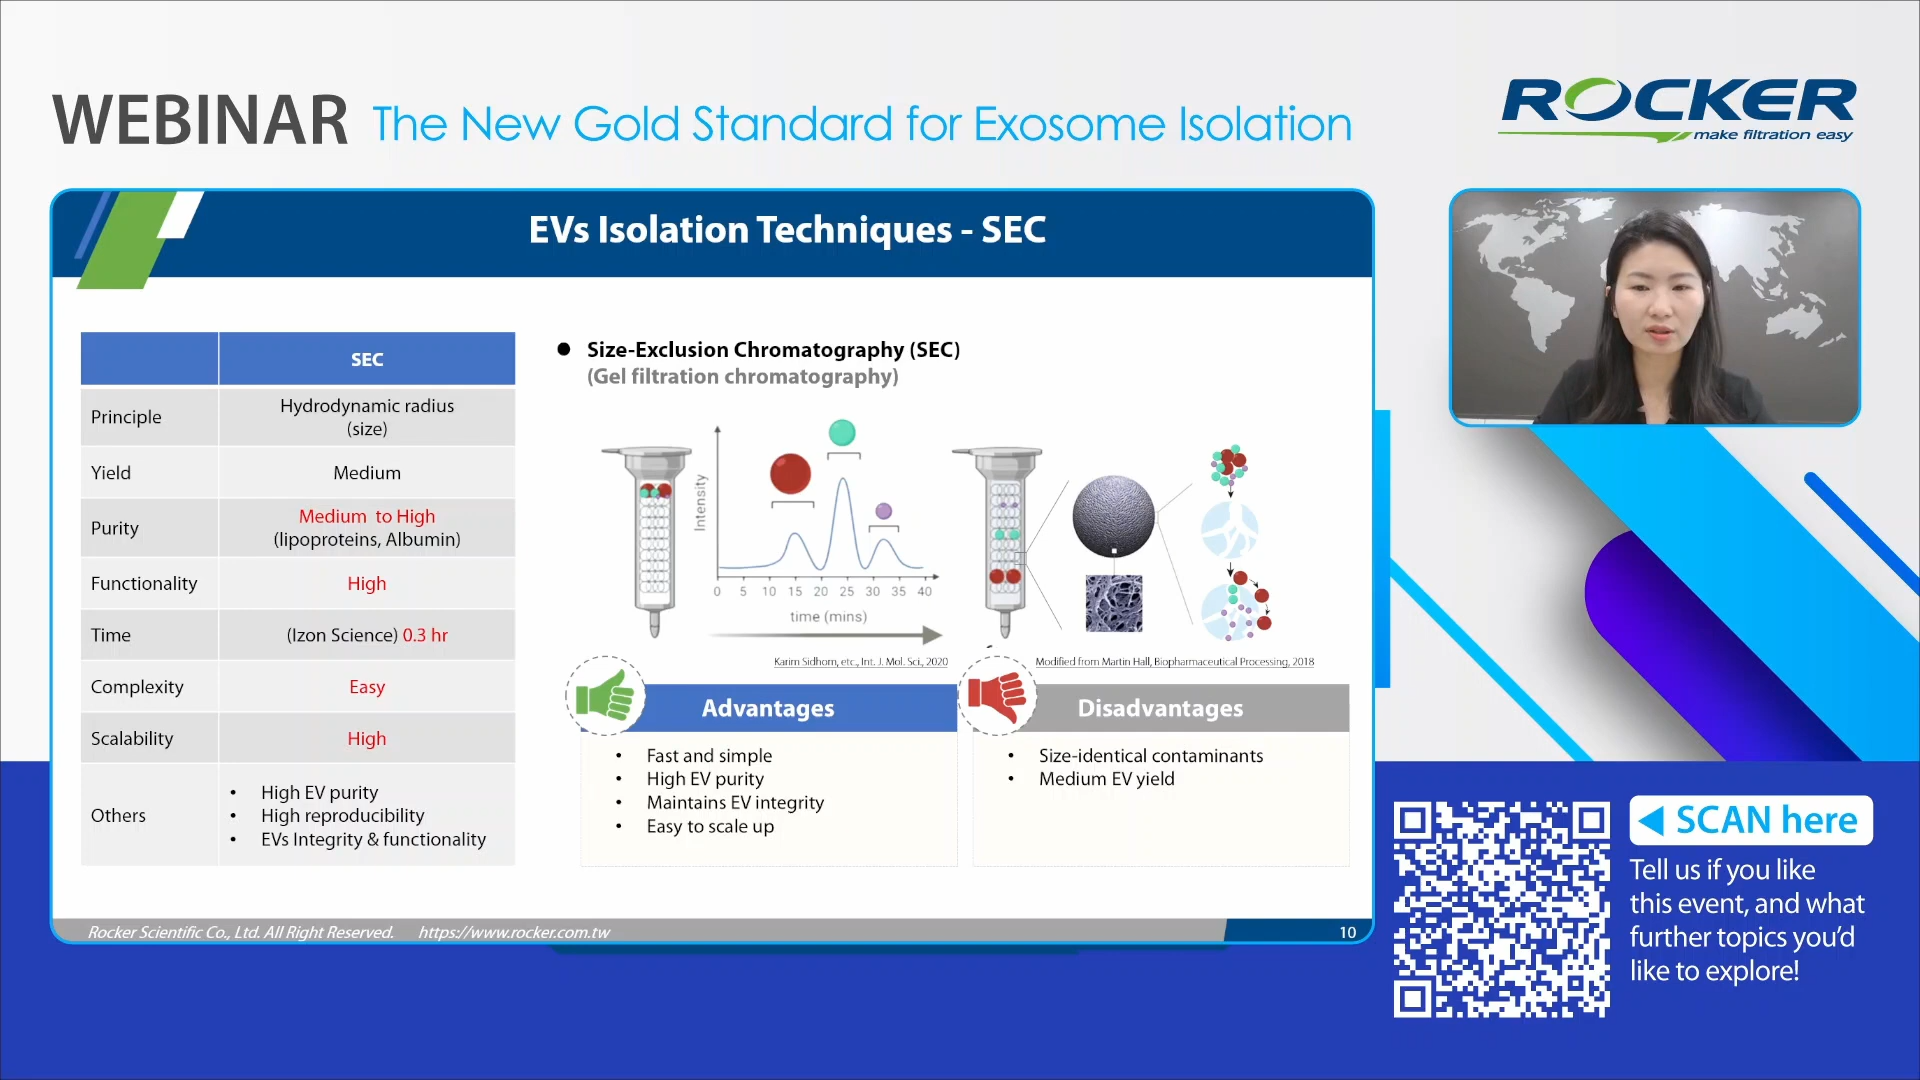 WEBINAR The New Gold Standard for Exosome Isolation
ROCKER
make filtration easy
EVs Isolation Techniques - SEC
SEC
Principle
Hydrodynamic radius
(size)
Yield
Medium
Purity
Medium to High
(lipoproteins, Albumin)
Functionality
High
Time
(Izon Science) 0.3 hr
Complexity
Easy
Scalability
High
Others
• High EV purity
• High reproducibility
• EVs Integrity & functionality
● Size-Exclusion Chromatography (SEC)
(Gel filtration chromatography)
Intensity
0 5 10 15 20 25 30 35 40
time (mins)
Karim Sidhom, etc., Int. J. Mol. Sci., 2020
Modified from Martin Hall, Biopharmaceutical Processing, 2018
Advantages
• Fast and simple
• High EV purity
• Maintains EV integrity
• Easy to scale up
Disadvantages
• Size-identical contaminants
• Medium EV yield
Rocker Scientific Co., Ltd. All Right Reserved. https://www.rocker.com.tw
10
SCAN here
Tell us if you like
this event, and what
further topics you’d
like to explore!